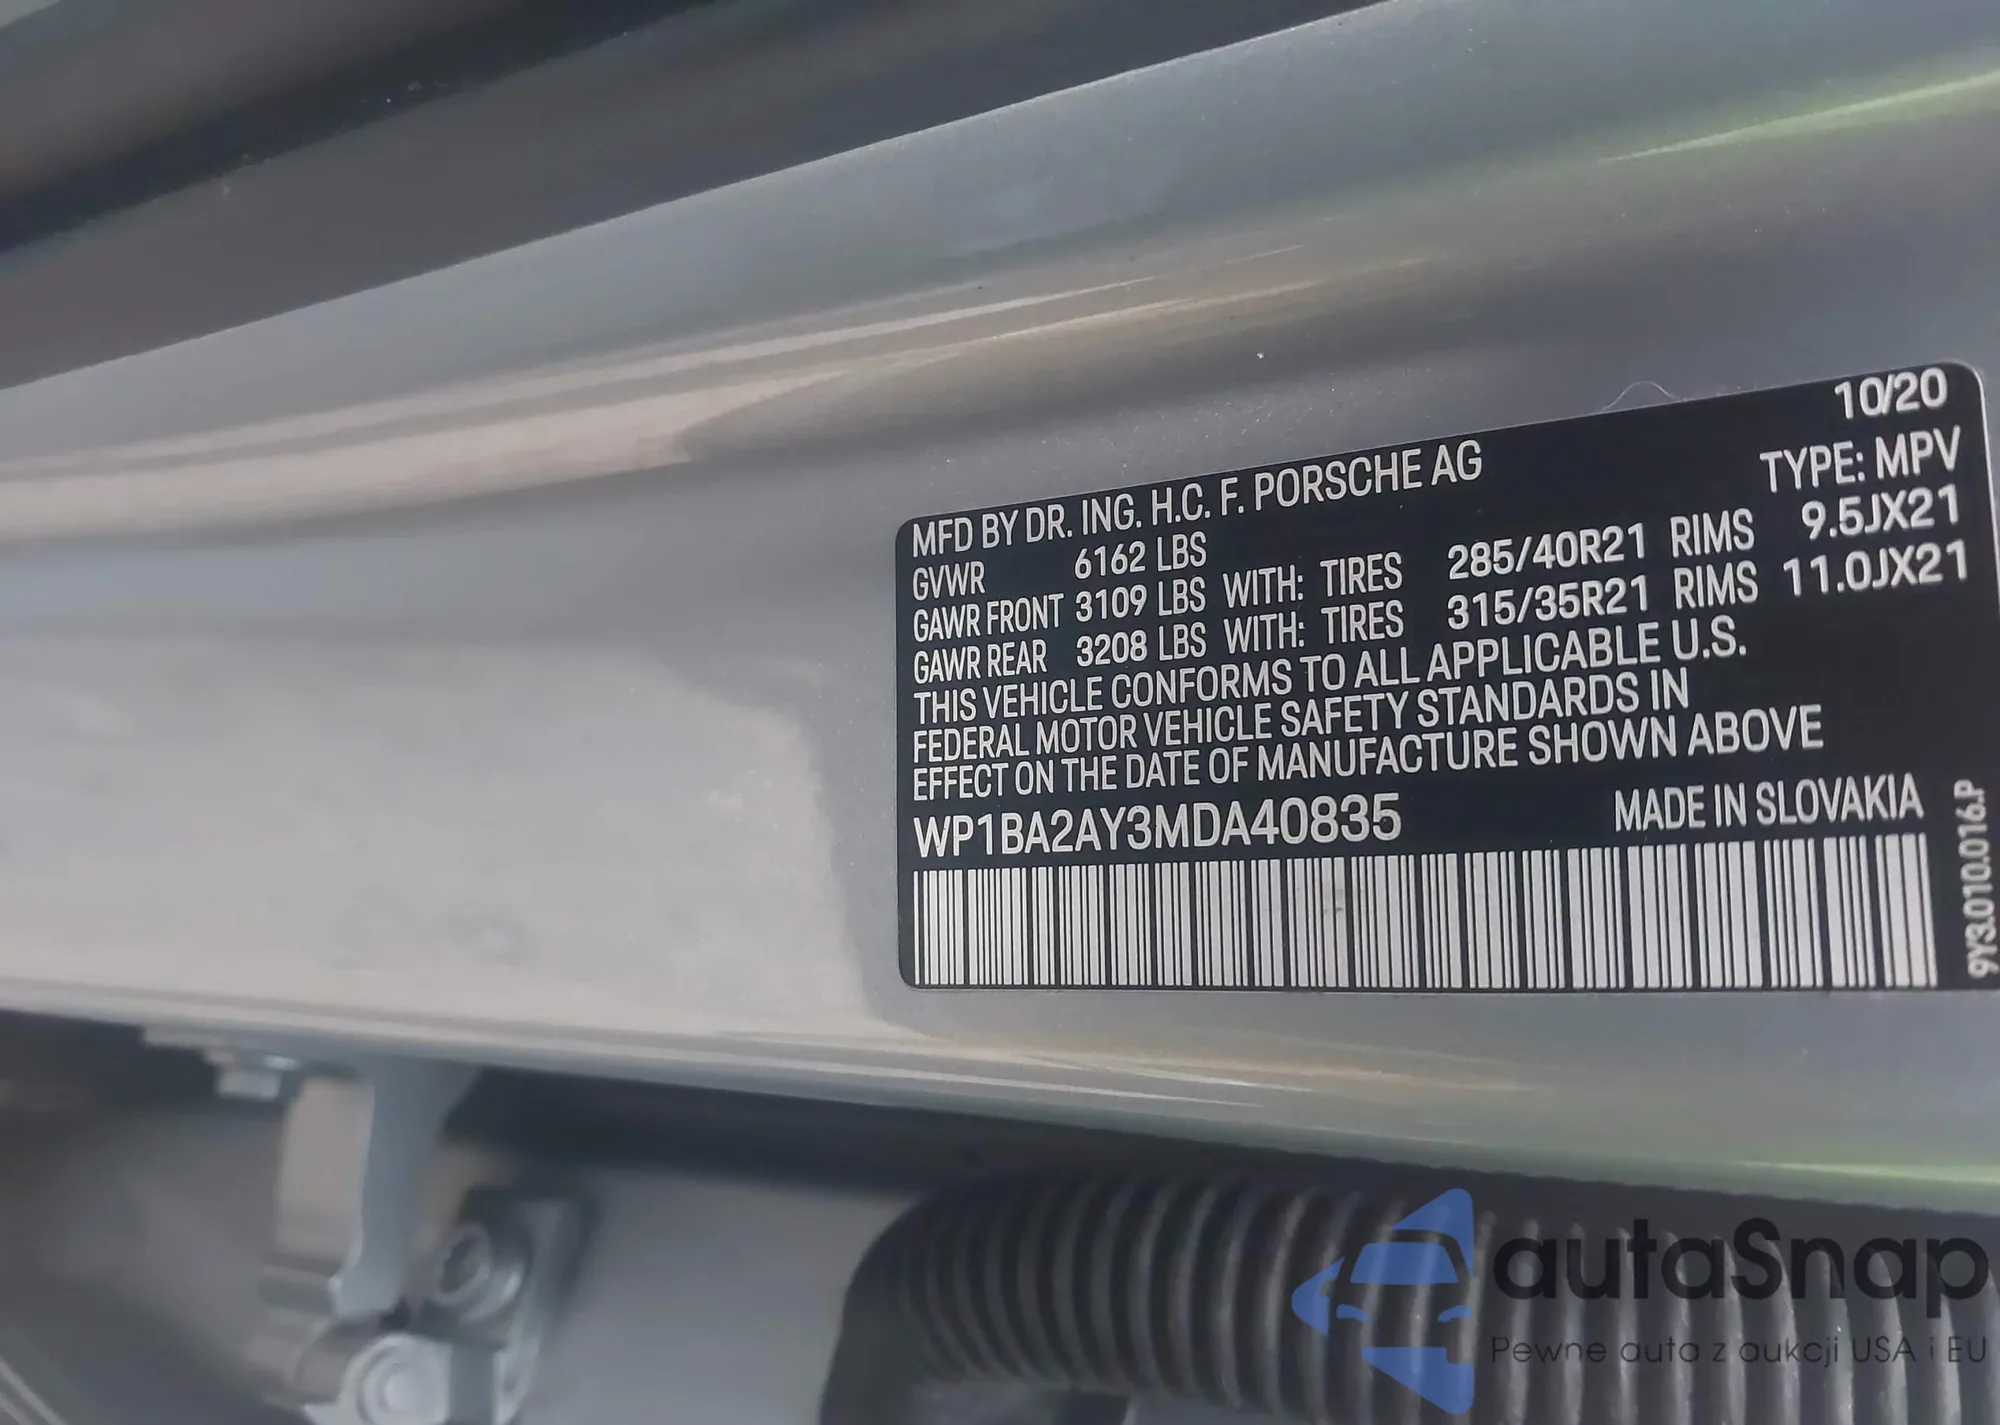 10/20
MFD BY DR. ING. H.C. F. PORSCHE AG TYPE: MPV
GVWR 6162 LBS
GAWR FRONT 3109 LBS WITH: TIRES 285/40R21 RIMS 9.5JX21
GAWR REAR 3208 LBS WITH: TIRES 315/35R21 RIMS 11.0JX21
THIS VEHICLE CONFORMS TO ALL APPLICABLE U.S.
FEDERAL MOTOR VEHICLE SAFETY STANDARDS IN
EFFECT ON THE DATE OF MANUFACTURE SHOWN ABOVE
WP1BA2AY3MDA40835 MADE IN SLOVAKIA
9Y3.010.016.P
autaSnap
Pewne auta z aukcji USA i EU